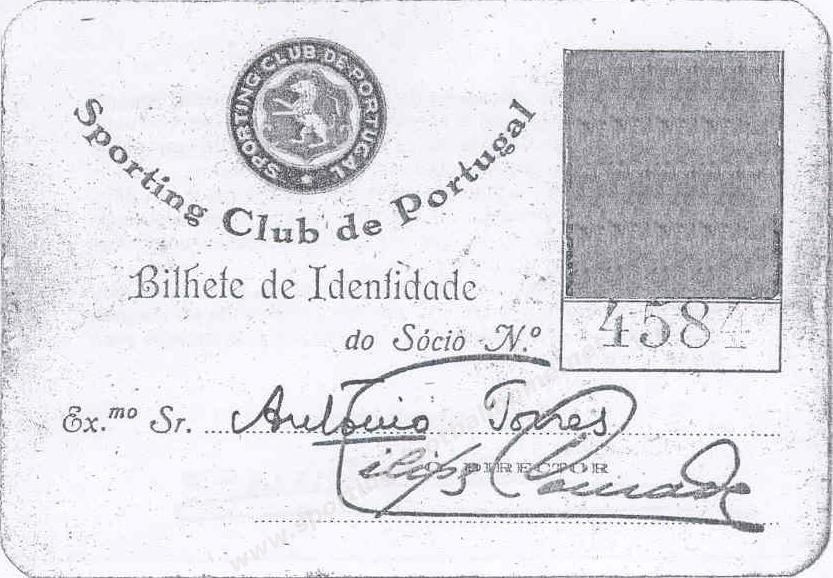 SPORTING CLUB DE PORTUGAL
Sporting Club de Portugal
Bilhete de Identidade
do Sócio N.º
4584
Ex.mo Sr. António Torres
O DIRECTOR